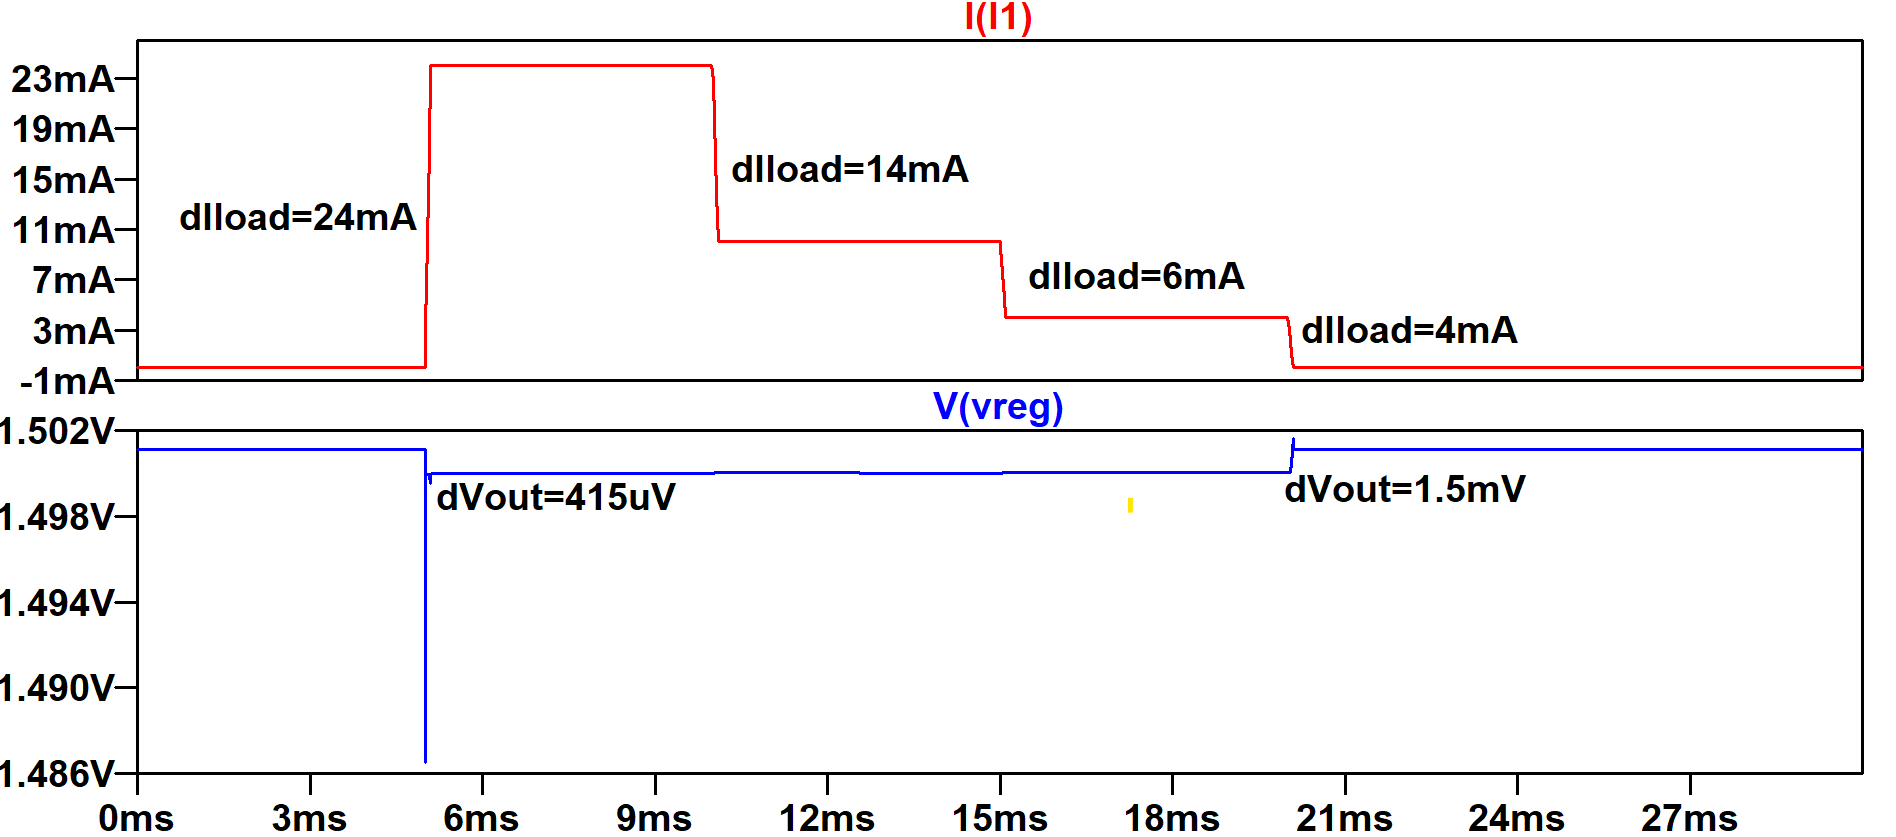 I(I1)
23mA
19mA
15mA
11mA
7mA
3mA
-1mA
dIload=24mA
dIload=14mA
dIload=6mA
dIload=4mA
V(vreg)
1.502V
1.498V
1.494V
1.490V
1.486V
dVout=415uV
dVout=1.5mV
0ms 3ms 6ms 9ms 12ms 15ms 18ms 21ms 24ms 27ms